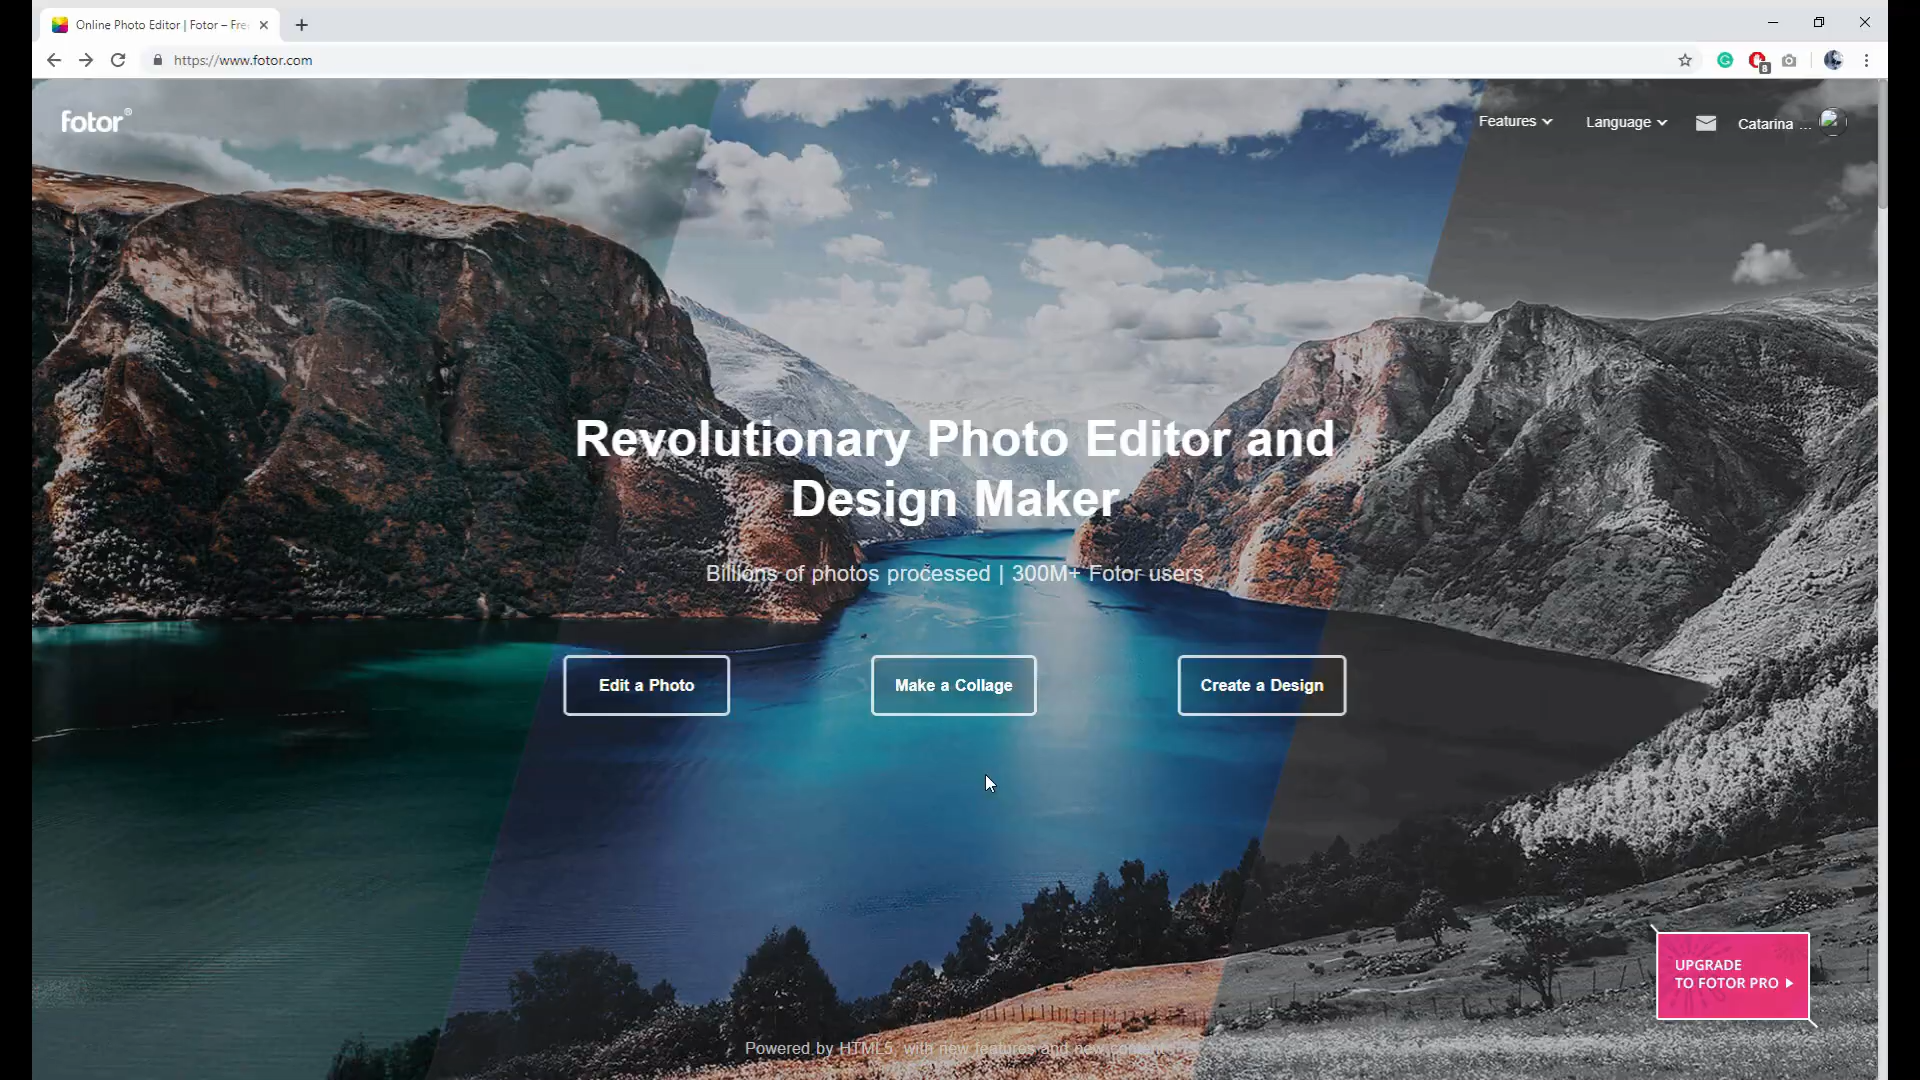 Online Photo Editor | Fotor – Fre
https://www.fotor.com
8
fotor®
Features
Language
Catarina ...
Revolutionary Photo Editor and
Design Maker
Billions of photos processed | 300M+ Fotor users
Edit a Photo
Make a Collage
Create a Design
UPGRADE
TO FOTOR PRO
Powered by HTML5, with new features and new